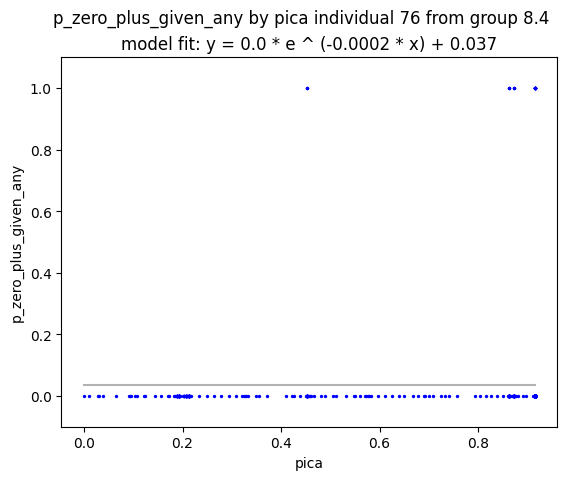 p_zero_plus_given_any by pica individual 76 from group 8.4
model fit: y = 0.0 * e ^ (-0.0002 * x) + 0.037
1.0
0.8
0.6
0.4
0.2
0.0
p_zero_plus_given_any
0.0 0.2 0.4 0.6 0.8
pica